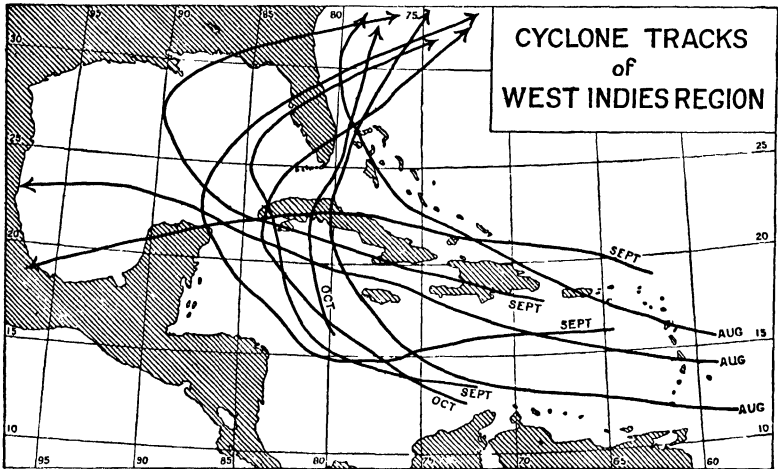 95 90 85 80 75
CYCLONE TRACKS
of
WEST INDIES REGION
30
25 25
20 20
SEPT
SEPT
OCT
SEPT
15 15
AUG
AUG
SEPT
OCT
AUG
10 10
95 90 85 80 75 70 65 60